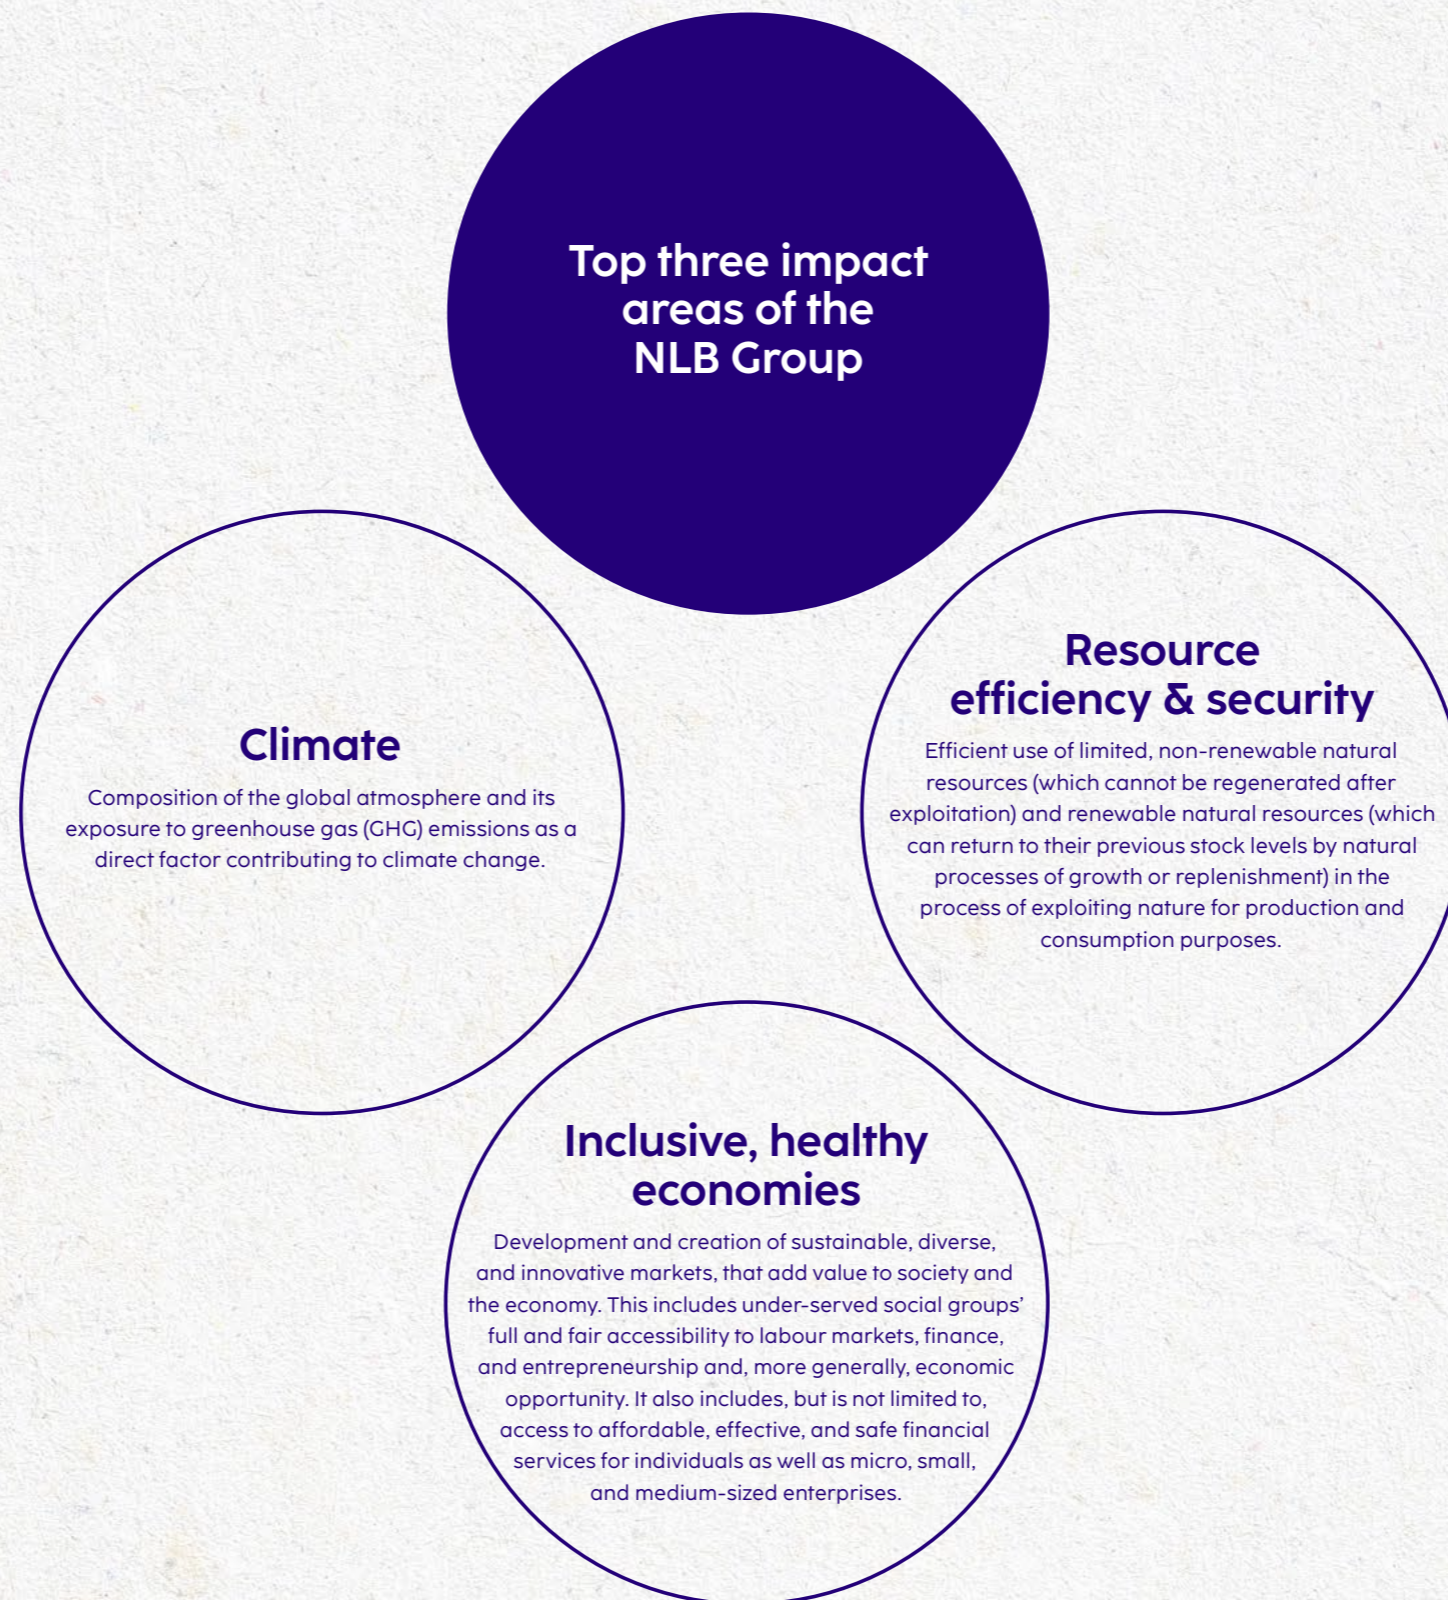 Top three impact
areas of the
NLB Group
Climate
Composition of the global atmosphere and its
exposure to greenhouse gas (GHG) emissions as a
direct factor contributing to climate change.
Resource
efficiency & security
Efficient use of limited, non-renewable natural
resources (which cannot be regenerated after
exploitation) and renewable natural resources (which
can return to their previous stock levels by natural
processes of growth or replenishment) in the
process of exploiting nature for production and
consumption purposes.
Inclusive, healthy
economies
Development and creation of sustainable, diverse,
and innovative markets, that add value to society and
the economy. This includes under-served social groups’
full and fair accessibility to labour markets, finance,
and entrepreneurship and, more generally, economic
opportunity. It also includes, but is not limited to,
access to affordable, effective, and safe financial
services for individuals as well as micro, small,
and medium-sized enterprises.